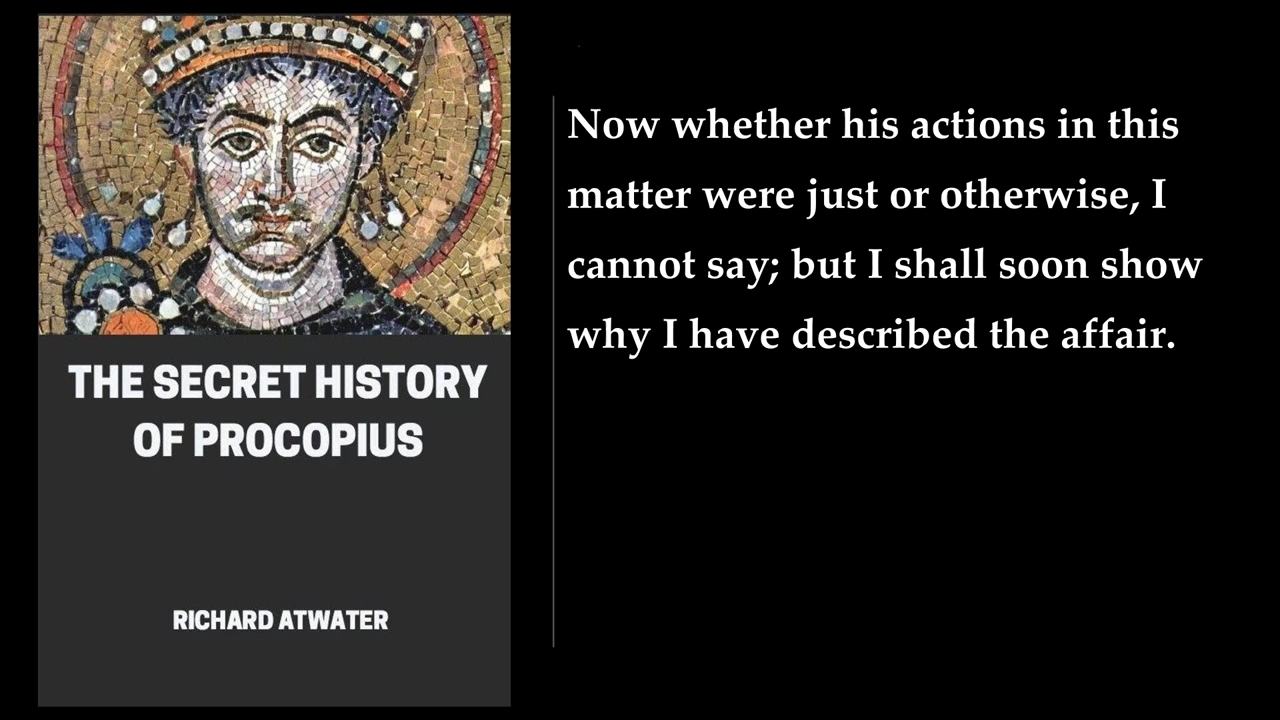 THE SECRET HISTORY
OF PROCOPIUS
RICHARD ATWATER
Now whether his actions in this
matter were just or otherwise, I
cannot say; but I shall soon show
why I have described the affair.